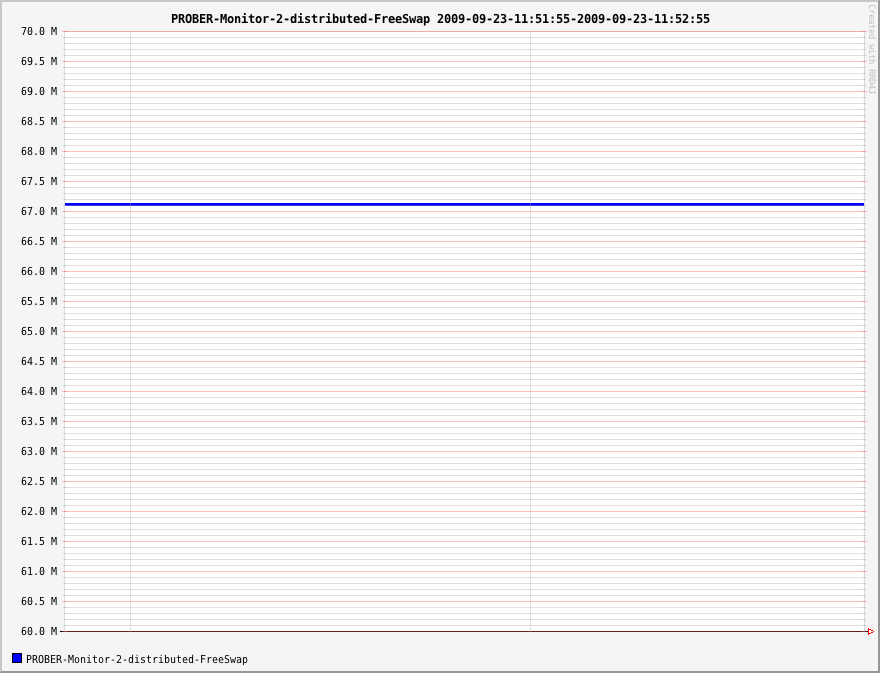 PROBER-Monitor-2-distributed-FreeSwap 2009-09-23-11:51:55-2009-09-23-11:52:55
Created with RRD4J
70.0 M
69.5 M
69.0 M
68.5 M
68.0 M
67.5 M
67.0 M
66.5 M
66.0 M
65.5 M
65.0 M
64.5 M
64.0 M
63.5 M
63.0 M
62.5 M
62.0 M
61.5 M
61.0 M
60.5 M
60.0 M
PROBER-Monitor-2-distributed-FreeSwap